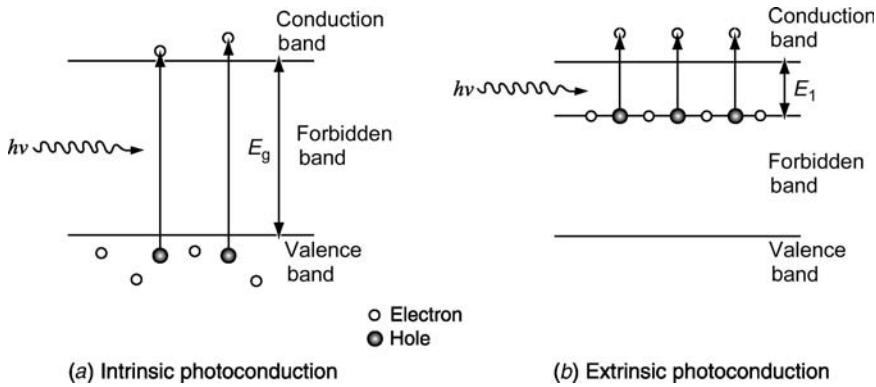 Conduction
band
hν
E_g
Forbidden
band
Valence
band
(a) Intrinsic photoconduction
Conduction
band
hν
E_1
Forbidden
band
Valence
band
(b) Extrinsic photoconduction
Electron
Hole